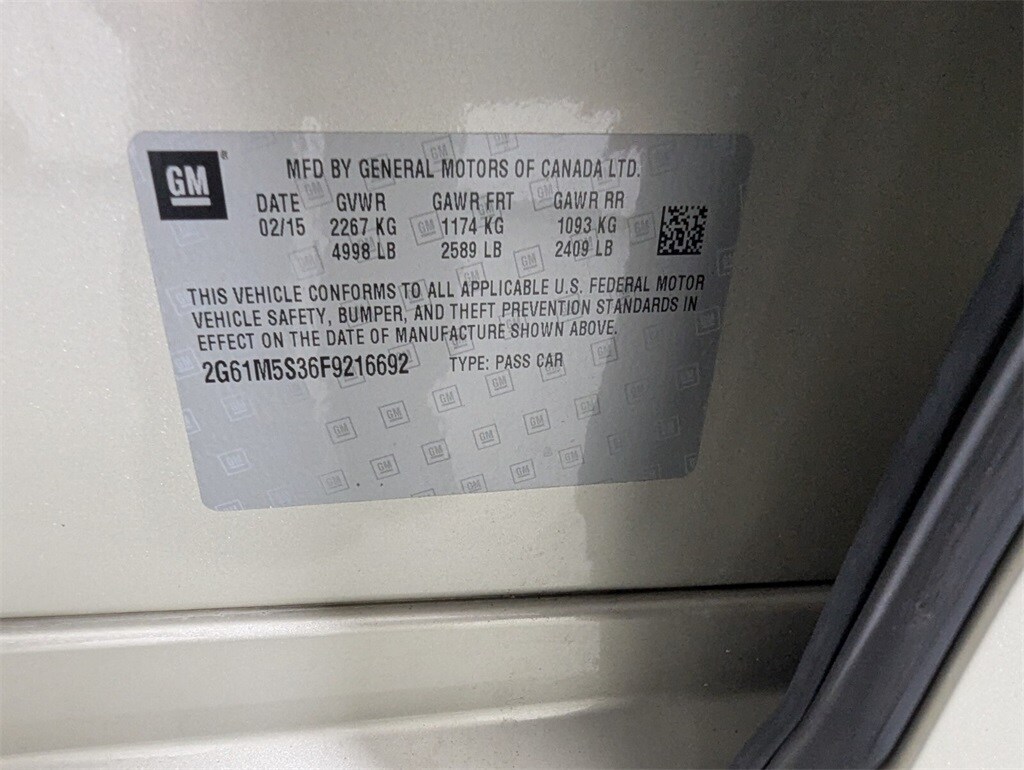 GM
MFD BY GENERAL MOTORS OF CANADA LTD.
DATE GVWR GAWR FRT GAWR RR
02/15 2267 KG 1174 KG 1093 KG
4998 LB 2589 LB 2409 LB
THIS VEHICLE CONFORMS TO ALL APPLICABLE U.S. FEDERAL MOTOR
VEHICLE SAFETY, BUMPER, AND THEFT PREVENTION STANDARDS IN
EFFECT ON THE DATE OF MANUFACTURE SHOWN ABOVE.
2G61M5S36F9216692 TYPE: PASS CAR